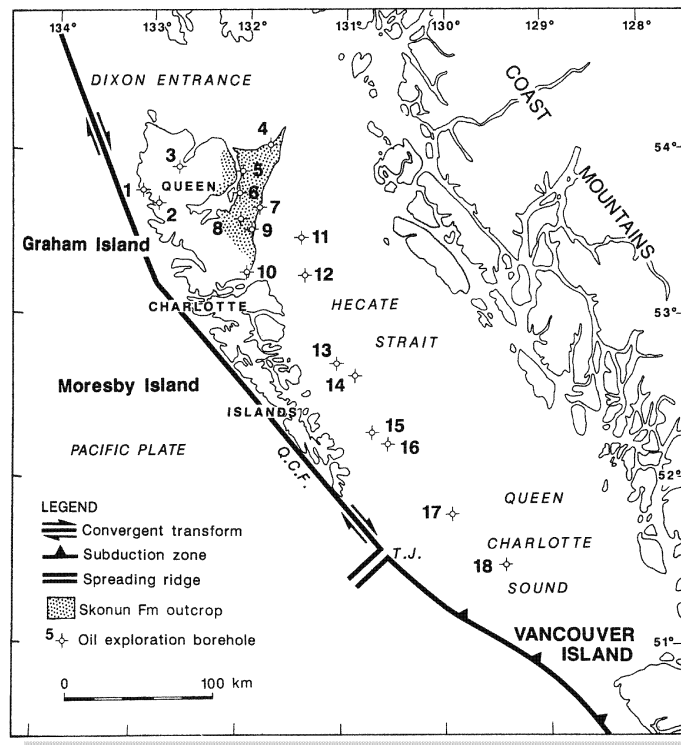 134° 133° 132° 131° 130° 129° 128°
DIXON ENTRANCE
COAST
MOUNTAINS
4
54°
3
5
QUEEN
1
6
2
7
8
9
Graham Island
11
10
12
HECATE
CHARLOTTE
53°
STRAIT
13
14
Moresby Island
ISLANDS
15
16
PACIFIC PLATE
Q.C.F.
52°
QUEEN
17
LEGEND
Convergent transform
CHARLOTTE
Subduction zone
T.J.
18
Spreading ridge
SOUND
Skonun Fm outcrop
5 Oil exploration borehole
VANCOUVER
ISLAND
51°
0 100 km